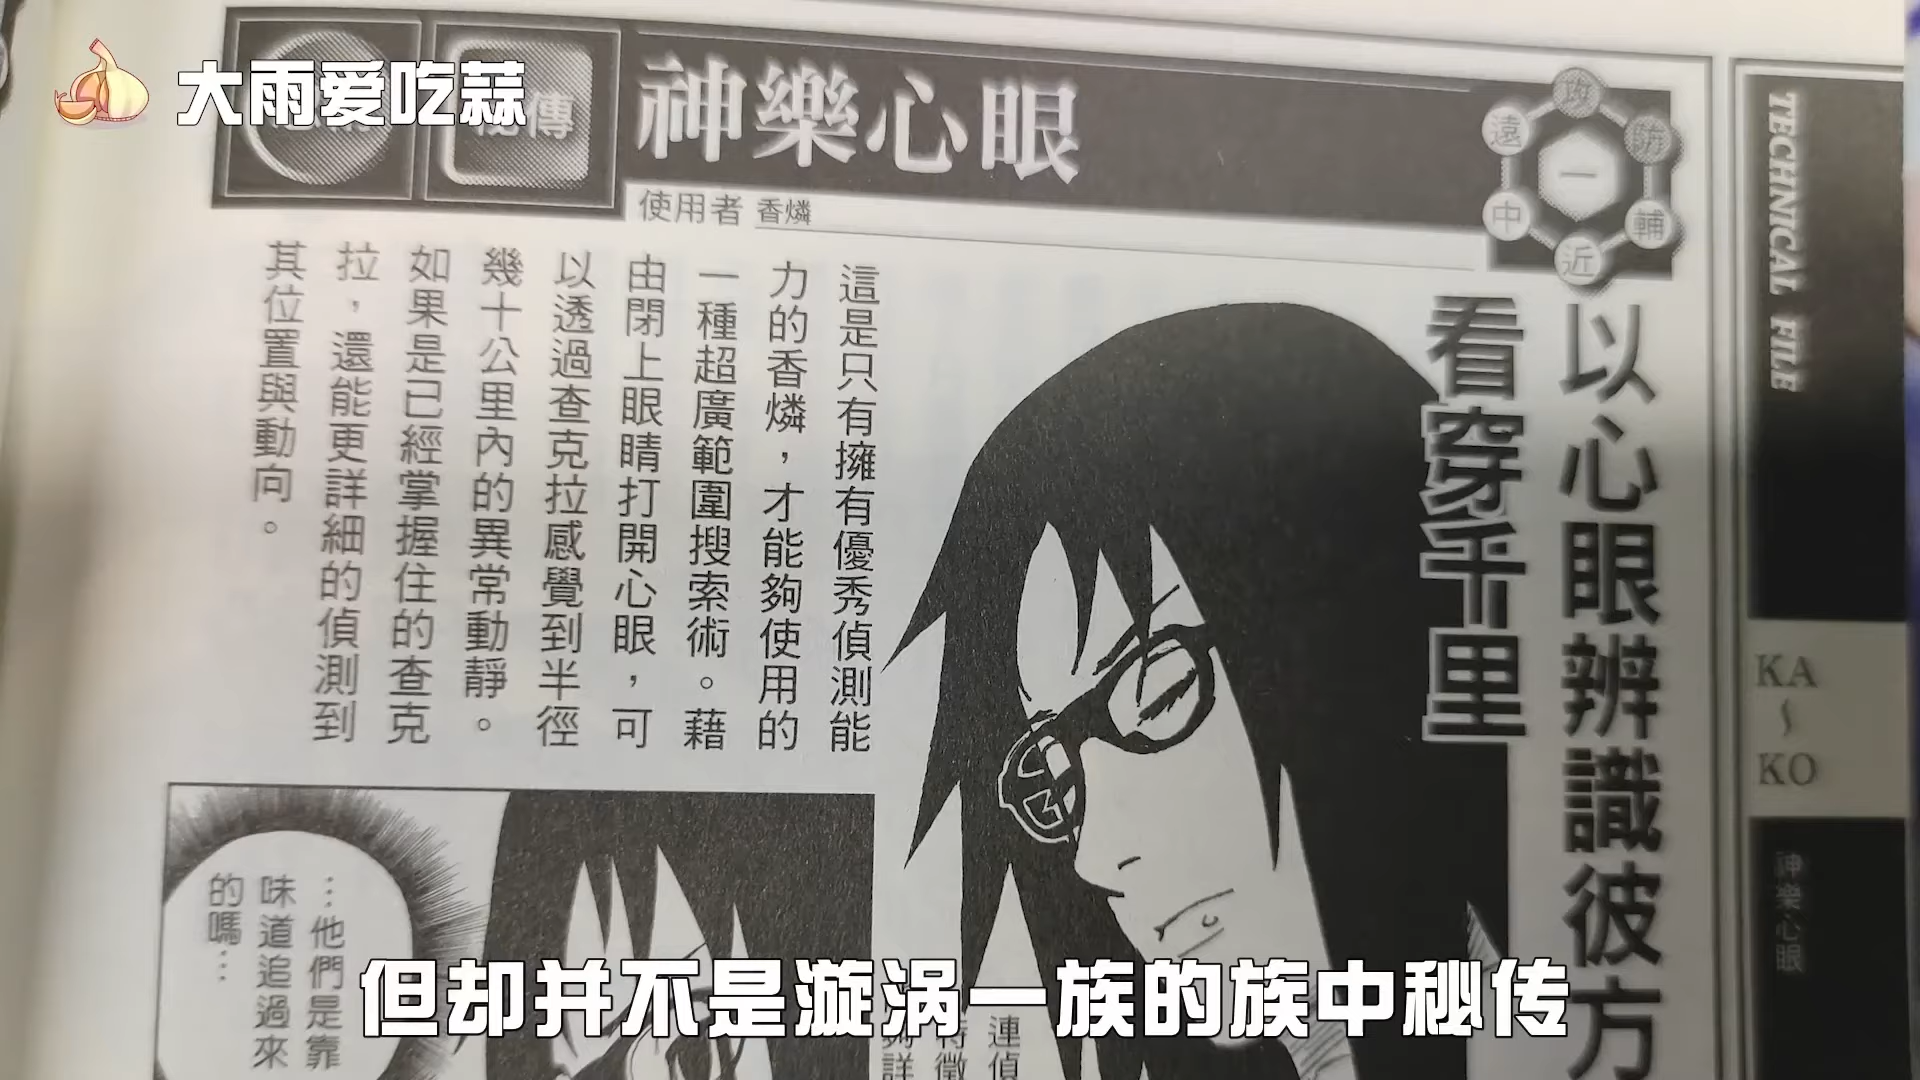 大雨爱吃蒜
傳
神樂心眼
使用者 香燐
攻
防
輔
近
中
遠
一
TECHNICAL FILE
KA
~
KO
神樂心眼
以心眼辨識彼方
看穿千里
這是只有擁有優秀偵測能
力的香燐，才能夠使用的
一種超廣範圍搜索術。藉
由閉上眼睛打開心眼，可
以透過查克拉感覺到半徑
幾十公里內的異常動靜。
如果是已經掌握住的查克
拉，還能更詳細的偵測到
其位置與動向。
…他們是靠
味道追過來
的嗎…
連偵
特徵
夠詳
但却并不是漩涡一族的族中秘传